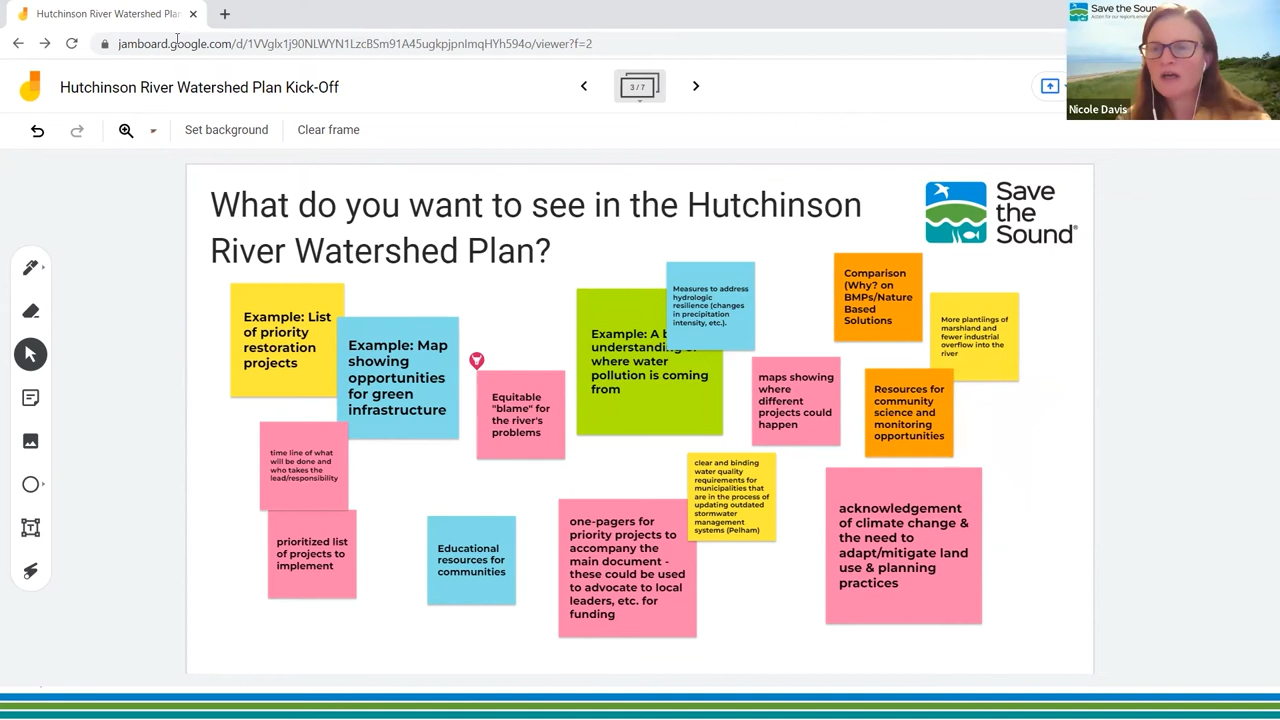 Hutchinson River Watershed Plan
jamboard.google.com/d/1VVglx1j90NLWYN1LzcBSm91A45ugkpjpnImqHYh594o/viewer?f=2
Hutchinson River Watershed Plan Kick-Off
3 / 7
Set background
Clear frame
Save the Sound
Nicole Davis
What do you want to see in the Hutchinson
River Watershed Plan?
Save
the
Sound®
Example: List
of priority
restoration
projects
Example: Map
showing
opportunities
for green
infrastructure
Equitable
"blame" for
the river's
problems
Example: A
understanding
where water
pollution is coming
from
Measures to address
hydrologic
resilience (changes
in precipitation
intensity, etc.).
Comparison
(Why? on
BMPs/Nature
Based
Solutions
More plantiings of
marshland and
fewer industrial
overflow into the
river
maps showing
where
different
projects could
happen
Resources for
community
science and
monitoring
opportunities
time line of what
will be done and
who takes the
lead/responsibility
prioritized list
of projects to
implement
Educational
resources for
communities
one-pagers for
priority projects to
accompany the
main document -
these could be used
to advocate to local
leaders, etc. for
funding
clear and binding
water quality
requirements for
municipalities that
are in the process of
updating outdated
stormwater
management
systems (Pelham)
acknowledgement
of climate change &
the need to
adapt/mitigate land
use & planning
practices